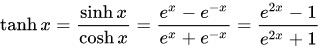 tanh x = sinh x / cosh x = (e^x − e^{−x}) / (e^x + e^{−x}) = (e^{2x} − 1) / (e^{2x} + 1)